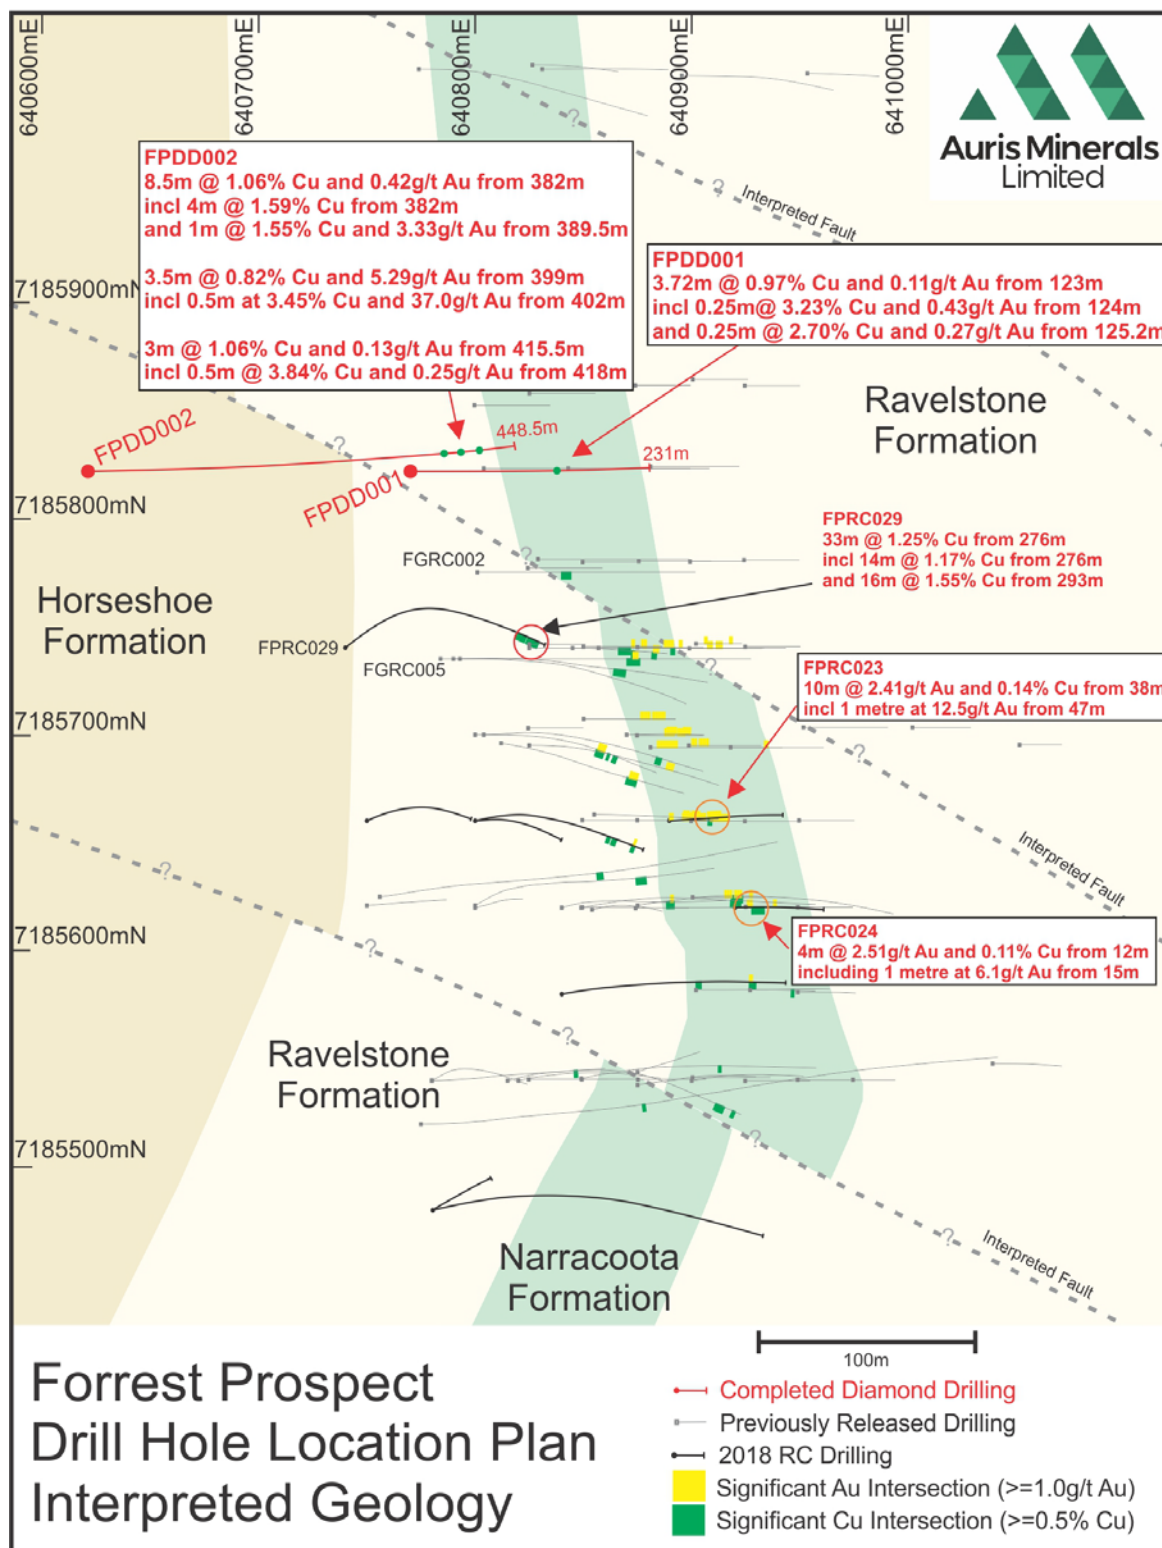 640600mE
640700mE
640800mE
640900mE
641000mE
Auris Minerals
Limited
FPDD002
8.5m @ 1.06% Cu and 0.42g/t Au from 382m
incl 4m @ 1.59% Cu from 382m
and 1m @ 1.55% Cu and 3.33g/t Au from 389.5m
3.5m @ 0.82% Cu and 5.29g/t Au from 399m
incl 0.5m at 3.45% Cu and 37.0g/t Au from 402m
3m @ 1.06% Cu and 0.13g/t Au from 415.5m
incl 0.5m @ 3.84% Cu and 0.25g/t Au from 418m
?
?
Interpreted Fault
FPDD001
3.72m @ 0.97% Cu and 0.11g/t Au from 123m
incl 0.25m@ 3.23% Cu and 0.43g/t Au from 124m
and 0.25m @ 2.70% Cu and 0.27g/t Au from 125.2m
7185900mN
Ravelstone
Formation
FPDD002
?
448.5m
231m
FPDD001
7185800mN
FPRC029
33m @ 1.25% Cu from 276m
incl 14m @ 1.17% Cu from 276m
and 16m @ 1.55% Cu from 293m
FGRC002
?
Horseshoe
Formation
FPRC029
FGRC005
?
FPRC023
10m @ 2.41g/t Au and 0.14% Cu from 38m
incl 1 metre at 12.5g/t Au from 47m
7185700mN
?
?
Interpreted Fault
FPRC024
4m @ 2.51g/t Au and 0.11% Cu from 12m
including 1 metre at 6.1g/t Au from 15m
7185600mN
?
?
Ravelstone
Formation
?
7185500mN
?
Interpreted Fault
Narracoota
Formation
Forrest Prospect
Drill Hole Location Plan
Interpreted Geology
100m
Completed Diamond Drilling
Previously Released Drilling
2018 RC Drilling
Significant Au Intersection (>=1.0g/t Au)
Significant Cu Intersection (>=0.5% Cu)